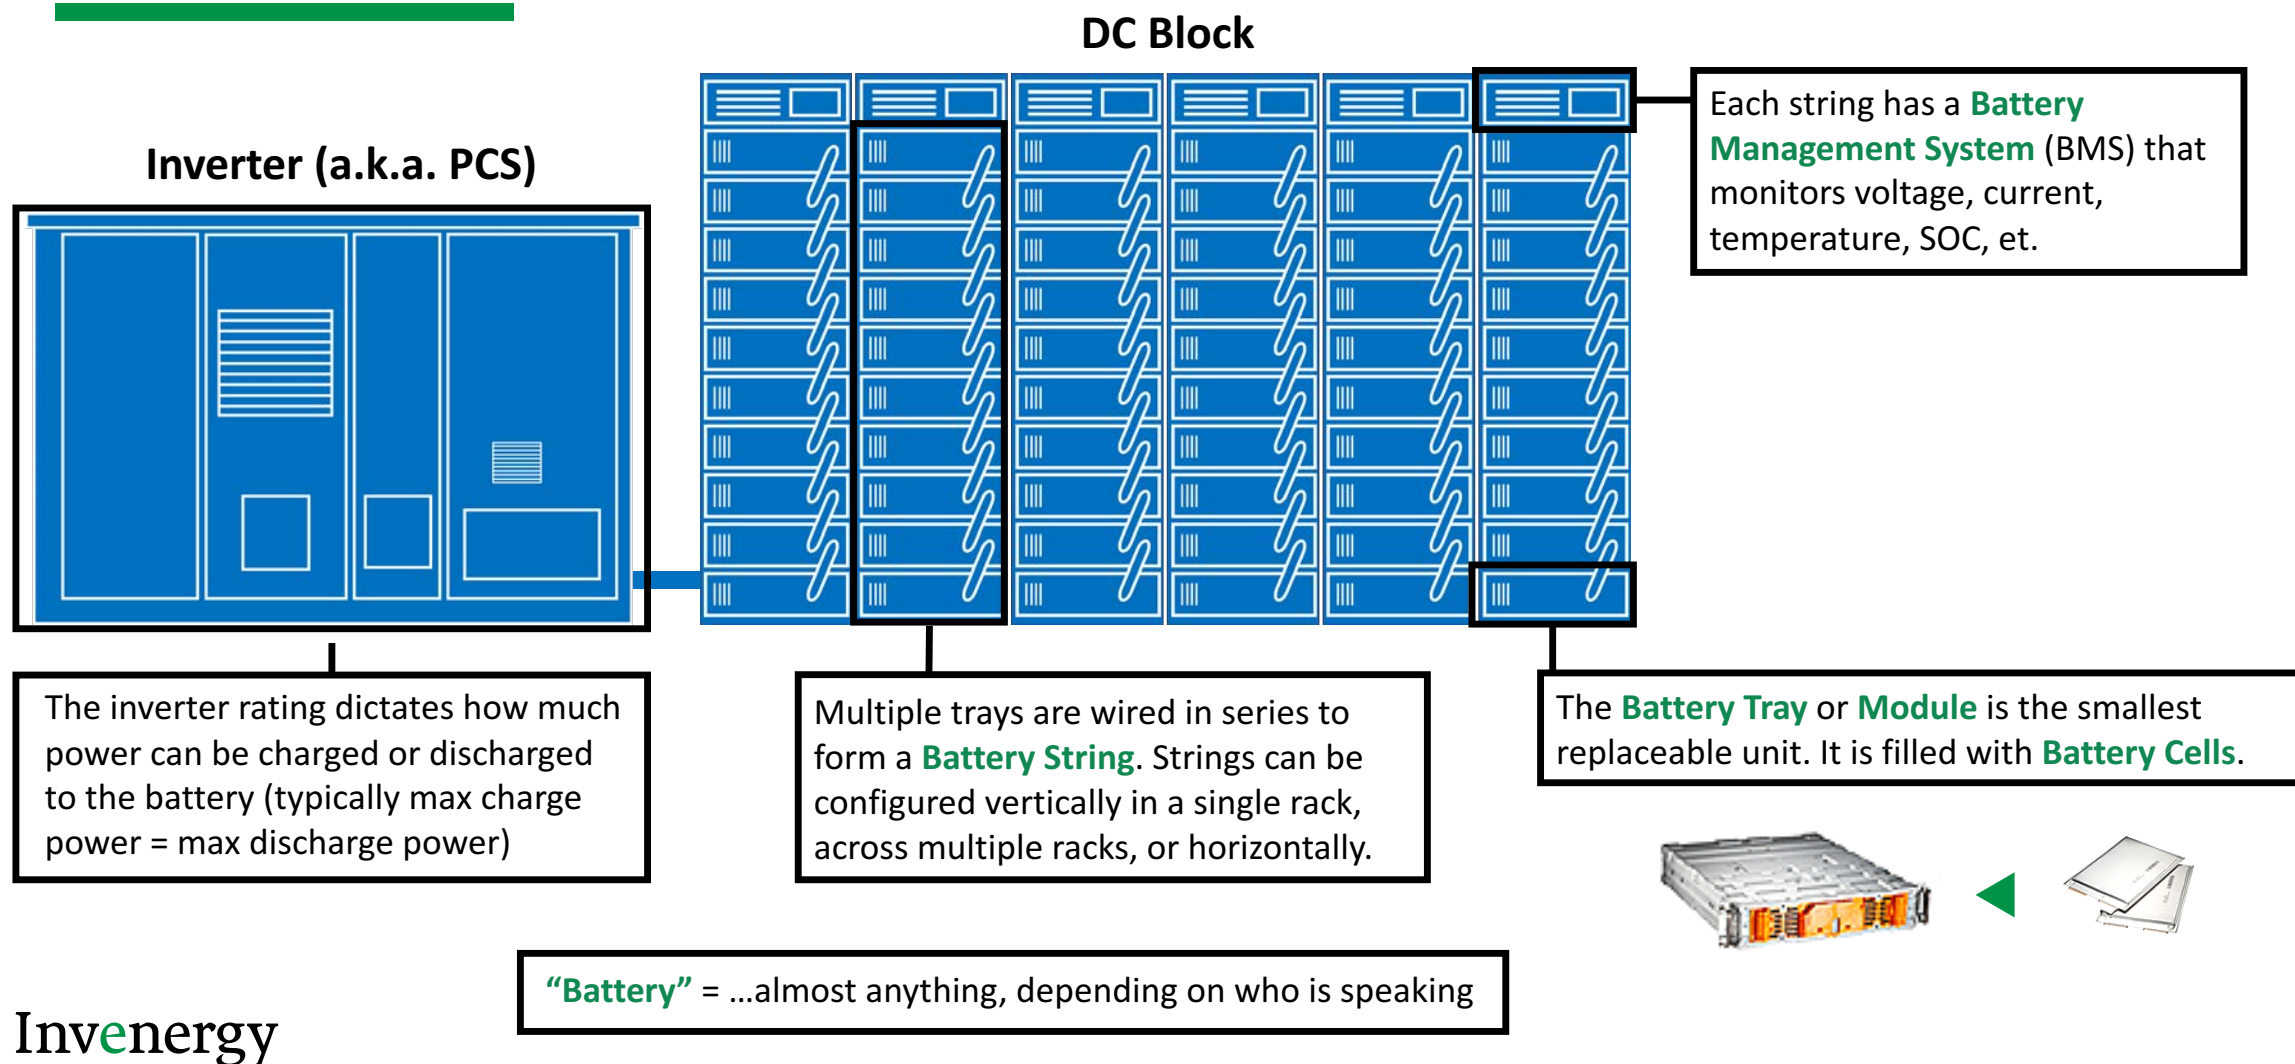 DC Block
Inverter (a.k.a. PCS)
Each string has a Battery
Management System (BMS) that
monitors voltage, current,
temperature, SOC, et.
The inverter rating dictates how much
power can be charged or discharged
to the battery (typically max charge
power = max discharge power)
Multiple trays are wired in series to
form a Battery String. Strings can be
configured vertically in a single rack,
across multiple racks, or horizontally.
The Battery Tray or Module is the smallest
replaceable unit. It is filled with Battery Cells.
“Battery” = …almost anything, depending on who is speaking
Invenergy